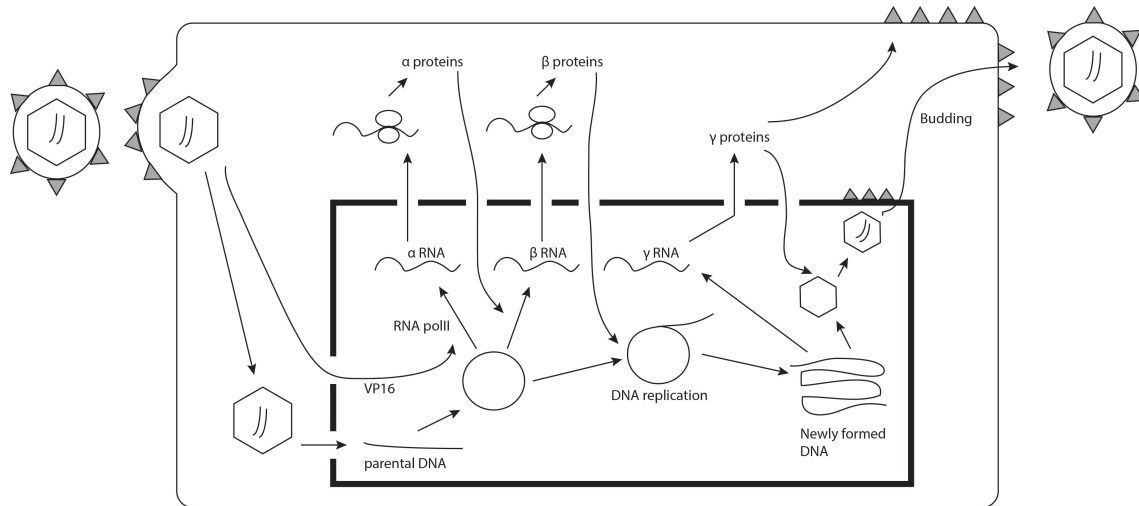 α proteins
β proteins
Budding
γ proteins
α RNA
β RNA
γ RNA
RNA polII
VP16
DNA replication
Newly formed
DNA
parental DNA